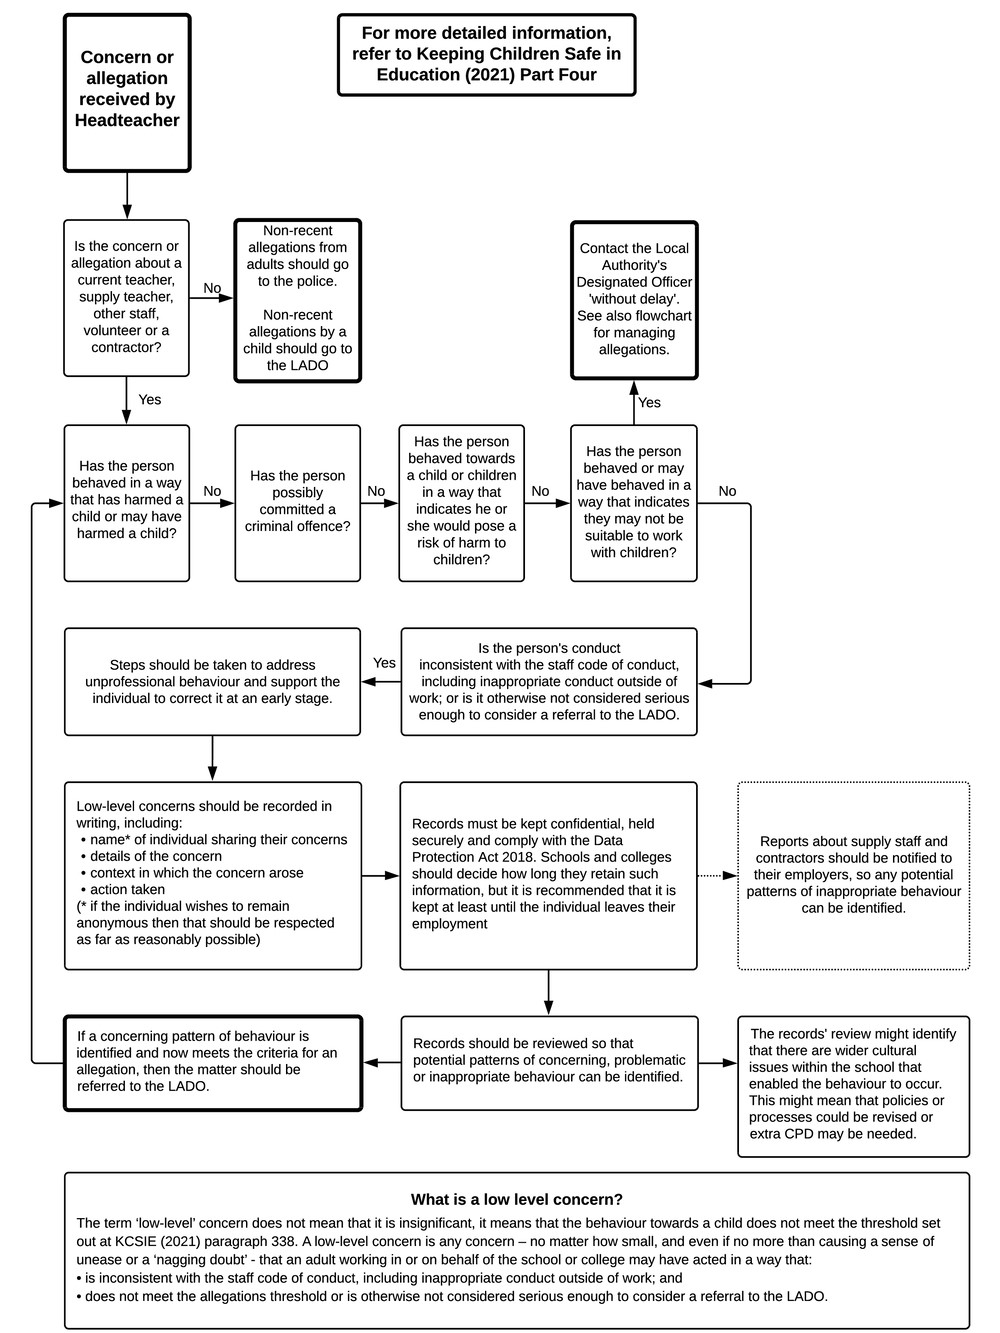 Concern or
allegation
received by
Headteacher
For more detailed information,
refer to Keeping Children Safe in
Education (2021) Part Four
Is the concern or
allegation about a
current teacher,
supply teacher,
other staff,
volunteer or a
contractor?
No
Non-recent
allegations from
adults should go
to the police.
Non-recent
allegations by a
child should go to
the LADO
Contact the Local
Authority's
Designated Officer
'without delay'.
See also flowchart
for managing
allegations.
Yes
Yes
Has the person
behaved in a way
that has harmed a
child or may have
harmed a child?
No
Has the person
possibly
committed a
criminal offence?
No
Has the person
behaved towards
a child or children
in a way that
indicates he or
she would pose a
risk of harm to
children?
No
Has the person
behaved or may
have behaved in a
way that indicates
they may not be
suitable to work
with children?
No
Is the person's conduct
inconsistent with the staff code of conduct,
including inappropriate conduct outside of
work; or is it otherwise not considered serious
enough to consider a referral to the LADO.
Yes
Steps should be taken to address
unprofessional behaviour and support the
individual to correct it at an early stage.
Low-level concerns should be recorded in
writing, including:
• name* of individual sharing their concerns
• details of the concern
• context in which the concern arose
• action taken
(* if the individual wishes to remain
anonymous then that should be respected
as far as reasonably possible)
Records must be kept confidential, held
securely and comply with the Data
Protection Act 2018. Schools and colleges
should decide how long they retain such
information, but it is recommended that it is
kept at least until the individual leaves their
employment
Reports about supply staff and
contractors should be notified to
their employers, so any potential
patterns of inappropriate behaviour
can be identified.
If a concerning pattern of behaviour is
identified and now meets the criteria for an
allegation, then the matter should be
referred to the LADO.
Records should be reviewed so that
potential patterns of concerning, problematic
or inappropriate behaviour can be identified.
The records' review might identify
that there are wider cultural
issues within the school that
enabled the behaviour to occur.
This might mean that policies or
processes could be revised or
extra CPD may be needed.
What is a low level concern?
The term ‘low-level’ concern does not mean that it is insignificant, it means that the behaviour towards a child does not meet the threshold set
out at KCSIE (2021) paragraph 338. A low-level concern is any concern – no matter how small, and even if no more than causing a sense of
unease or a ‘nagging doubt’ - that an adult working in or on behalf of the school or college may have acted in a way that:
• is inconsistent with the staff code of conduct, including inappropriate conduct outside of work; and
• does not meet the allegations threshold or is otherwise not considered serious enough to consider a referral to the LADO.